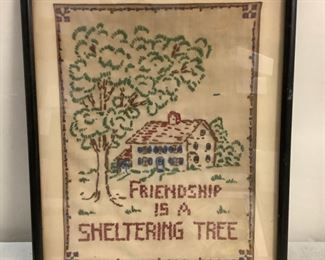 FRIENDSHIP
IS A
SHELTERING TREE